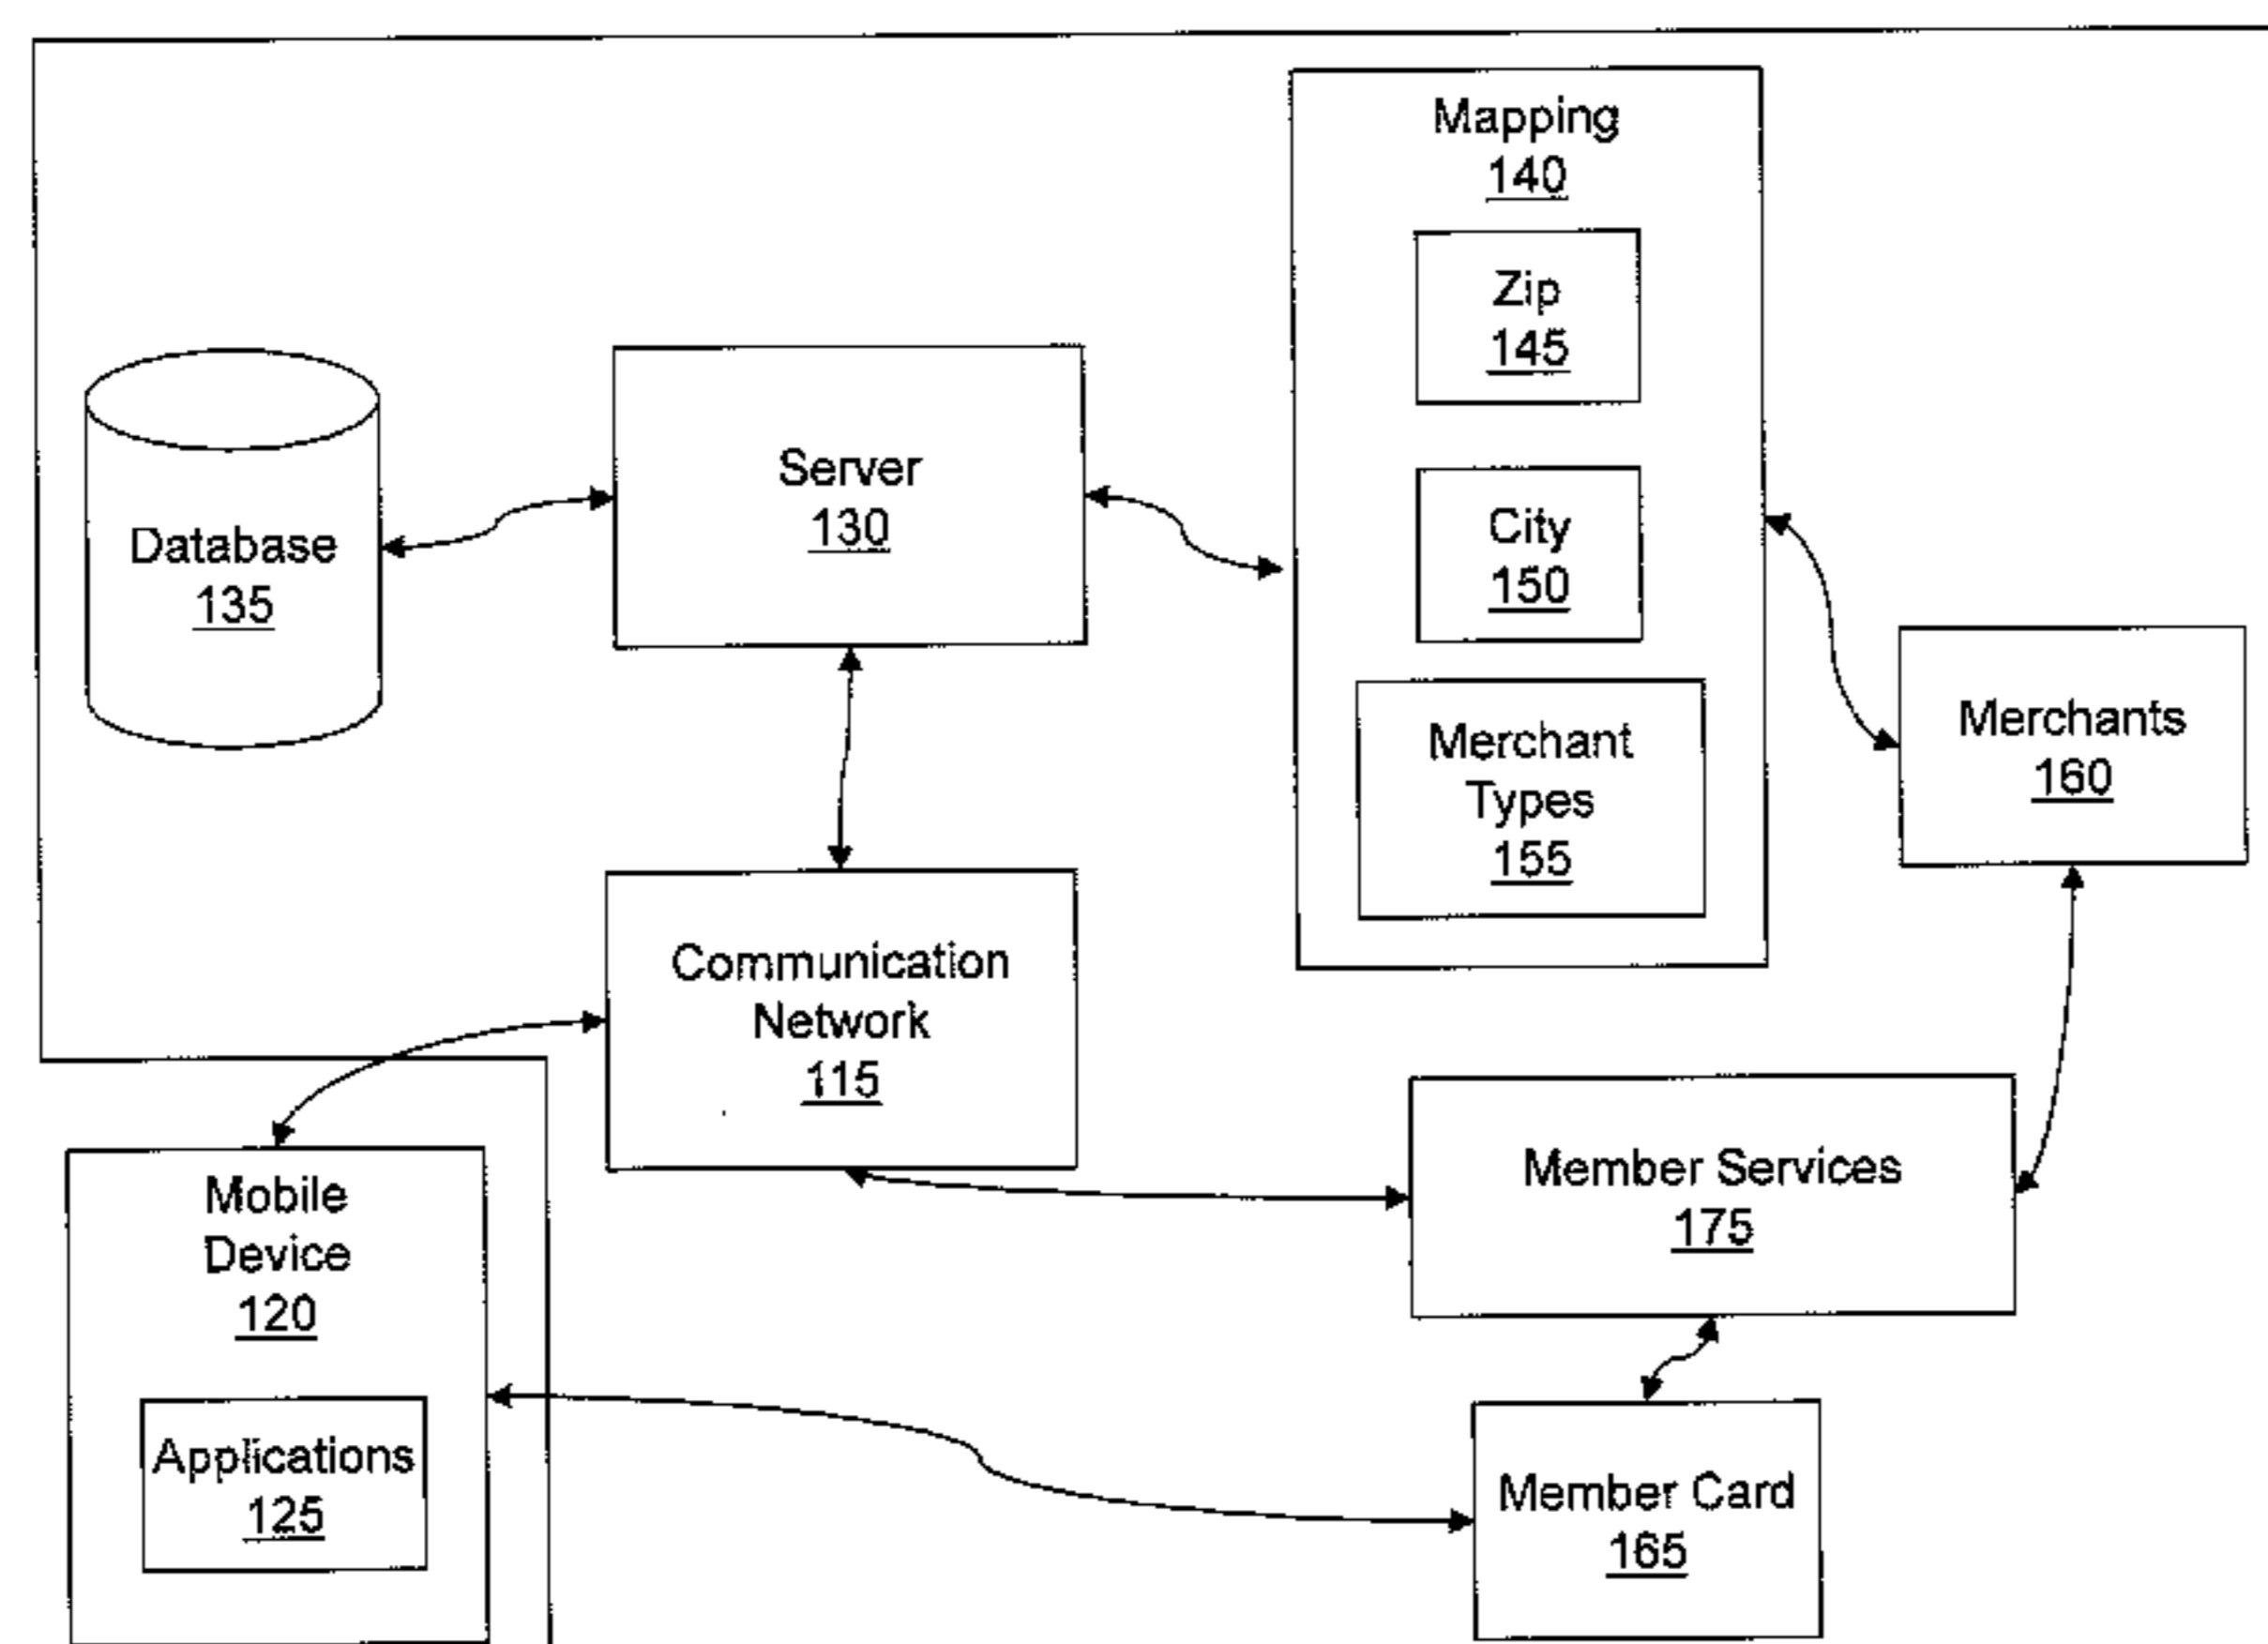 Mapping
140
Zip
145
Server
130
City
150
Database
135
Merchant
Types
155
Merchants
160
Communication
Network
115
Member Services
175
Mobile
Device
120
Applications
125
Member Card
165